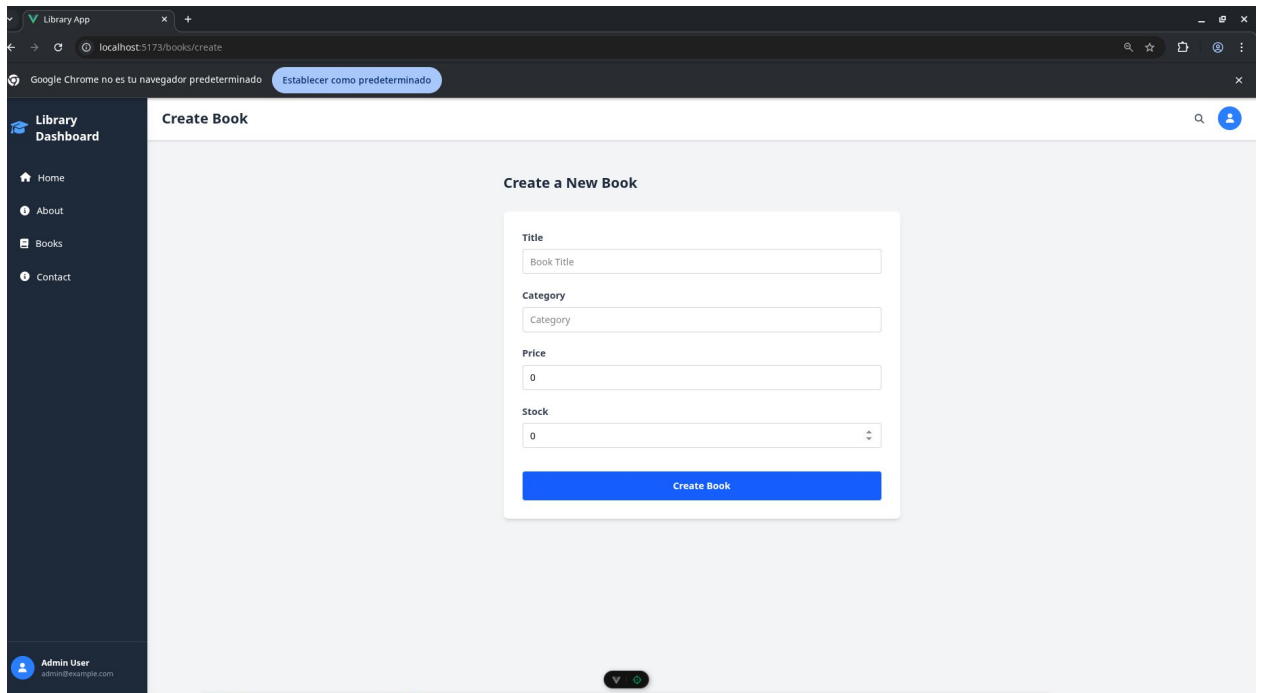 Library App
localhost:5173/books/create
Google Chrome no es tu navegador predeterminado
Establecer como predeterminado
Library
Dashboard
Home
About
Books
Contact
Admin User
admin@example.com
Create Book
Create a New Book
Title
Book Title
Category
Category
Price
0
Stock
0
Create Book